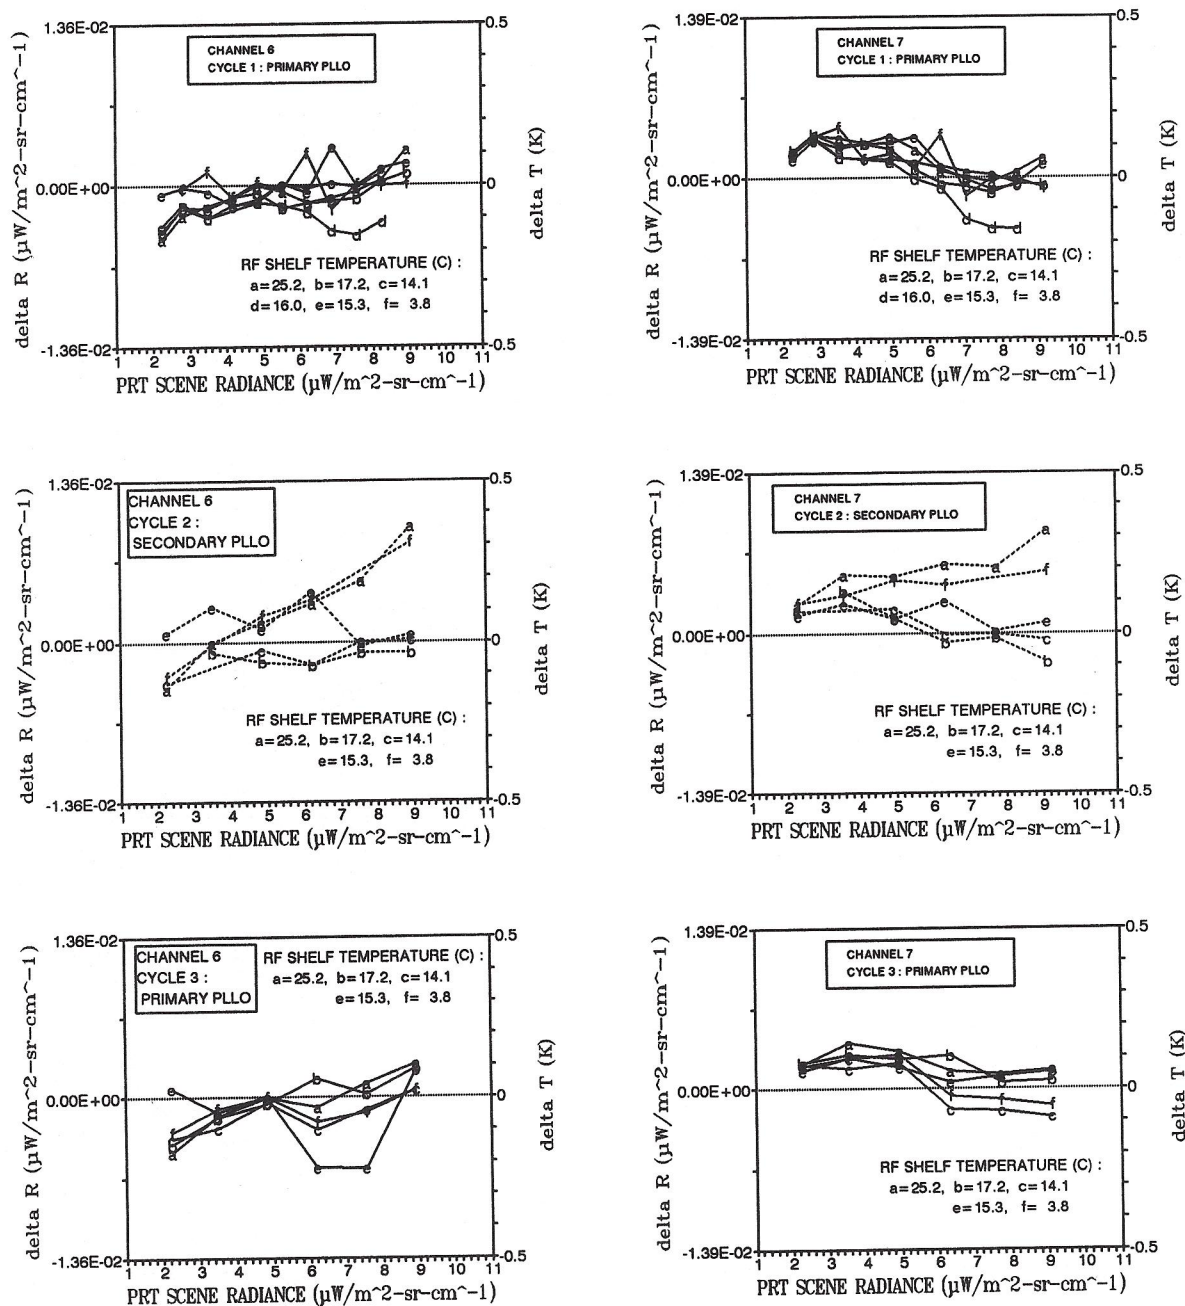 1.36E-02
0.5
CHANNEL 6
CYCLE 1 : PRIMARY PLLO
delta R (µW/m^2-sr-cm^-1)
0.00E+00
0
delta T (K)
RF SHELF TEMPERATURE (C) :
a=25.2, b=17.2, c=14.1
d=16.0, e=15.3, f= 3.8
-1.36E-02
-0.5
1 2 3 4 5 6 7 8 9 10 11
PRT SCENE RADIANCE (µW/m^2-sr-cm^-1)
1.39E-02
0.5
CHANNEL 7
CYCLE 1 : PRIMARY PLLO
delta R (µW/m^2-sr-cm^-1)
0.00E+00
0
delta T (K)
RF SHELF TEMPERATURE (C) :
a=25.2, b=17.2, c=14.1
d=16.0, e=15.3, f= 3.8
-1.39E-02
-0.5
1 2 3 4 5 6 7 8 9 10 11
PRT SCENE RADIANCE (µW/m^2-sr-cm^-1)
1.36E-02
0.5
CHANNEL 6
CYCLE 2 :
SECONDARY PLLO
delta R (µW/m^2-sr-cm^-1)
0.00E+00
0
delta T (K)
RF SHELF TEMPERATURE (C) :
a=25.2, b=17.2, c=14.1
e=15.3, f= 3.8
-1.36E-02
-0.5
1 2 3 4 5 6 7 8 9 10 11
PRT SCENE RADIANCE (µW/m^2-sr-cm^-1)
1.39E-02
0.5
CHANNEL 7
CYCLE 2 : SECONDARY PLLO
delta R (µW/m^2-sr-cm^-1)
0.00E+00
0
delta T (K)
RF SHELF TEMPERATURE (C) :
a=25.2, b=17.2, c=14.1
e=15.3, f= 3.8
-1.39E-02
-0.5
1 2 3 4 5 6 7 8 9 10 11
PRT SCENE RADIANCE (µW/m^2-sr-cm^-1)
1.36E-02
0.5
CHANNEL 6
CYCLE 3 :
PRIMARY PLLO
RF SHELF TEMPERATURE (C) :
a=25.2, b=17.2, c=14.1
e=15.3, f= 3.8
delta R (µW/m^2-sr-cm^-1)
0.00E+00
0
delta T (K)
-1.36E-02
-0.5
1 2 3 4 5 6 7 8 9 10 11
PRT SCENE RADIANCE (µW/m^2-sr-cm^-1)
1.39E-02
0.5
CHANNEL 7
CYCLE 3 : PRIMARY PLLO
delta R (µW/m^2-sr-cm^-1)
0.00E+00
0
delta T (K)
RF SHELF TEMPERATURE (C) :
a=25.2, b=17.2, c=14.1
e=15.3, f= 3.8
-1.39E-02
-0.5
1 2 3 4 5 6 7 8 9 10 11
PRT SCENE RADIANCE (µW/m^2-sr-cm^-1)